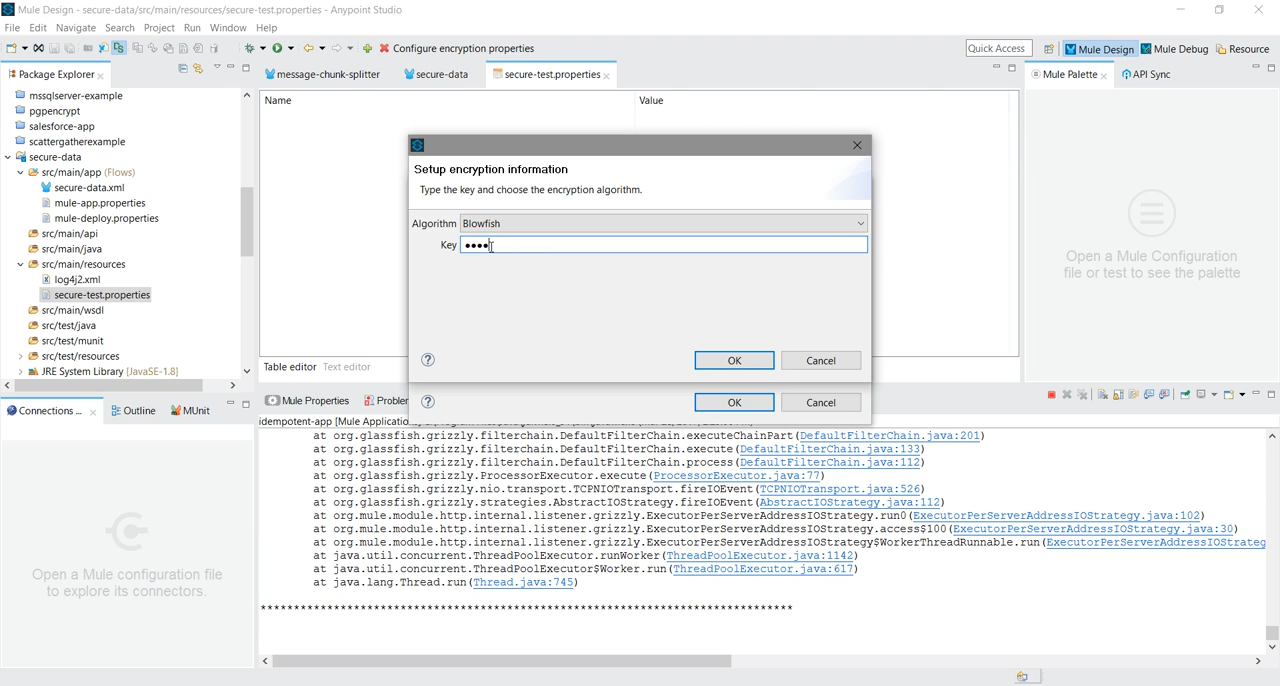 Mule Design - secure-data/src/main/resources/secure-test.properties - Anypoint Studio
File Edit Navigate Search Project Run Window Help
Configure encryption properties
Quick Access
Mule Design
Mule Debug
Resource
Package Explorer
message-chunk-splitter
secure-data
secure-test.properties
Mule Palette
API Sync
mssqlserver-example
pgpencrypt
salesforce-app
scattergatherexample
secure-data
src/main/app (Flows)
secure-data.xml
mule-app.properties
mule-deploy.properties
src/main/api
src/main/java
src/main/resources
log4j2.xml
secure-test.properties
src/main/wsdl
src/test/java
src/test/munit
src/test/resources
JRE System Library [JavaSE-1.8]
Name
Value
Setup encryption information
Type the key and choose the encryption algorithm.
Algorithm Blowfish
Key ••••
OK
Cancel
OK
Cancel
Table editor Text editor
Open a Mule Configuration
file or test to see the palette
Connections ...
Outline
MUnit
Open a Mule configuration file
to explore its connectors.
Mule Properties
Probler
idempotent-app [Mule Application
at org.glassfish.grizzly.filterchain.DefaultFilterChain.executeChainPart(DefaultFilterChain.java:201)
at org.glassfish.grizzly.filterchain.DefaultFilterChain.execute(DefaultFilterChain.java:133)
at org.glassfish.grizzly.filterchain.DefaultFilterChain.process(DefaultFilterChain.java:112)
at org.glassfish.grizzly.ProcessorExecutor.execute(ProcessorExecutor.java:77)
at org.glassfish.grizzly.nio.transport.TCPNIOTransport.fireIOEvent(TCPNIOTransport.java:526)
at org.glassfish.grizzly.strategies.AbstractIOStrategy.fireIOEvent(AbstractIOStrategy.java:112)
at org.mule.module.http.internal.listener.grizzly.ExecutorPerServerAddressIOStrategy.run0(ExecutorPerServerAddressIOStrategy.java:102)
at org.mule.module.http.internal.listener.grizzly.ExecutorPerServerAddressIOStrategy.access$100(ExecutorPerServerAddressIOStrategy.java:30)
at org.mule.module.http.internal.listener.grizzly.ExecutorPerServerAddressIOStrategy$WorkerThreadRunnable.run(ExecutorPerServerAddressIOStrateg
at java.util.concurrent.ThreadPoolExecutor.runWorker(ThreadPoolExecutor.java:1142)
at java.util.concurrent.ThreadPoolExecutor$Worker.run(ThreadPoolExecutor.java:617)
at java.lang.Thread.run(Thread.java:745)
********************************************************************************